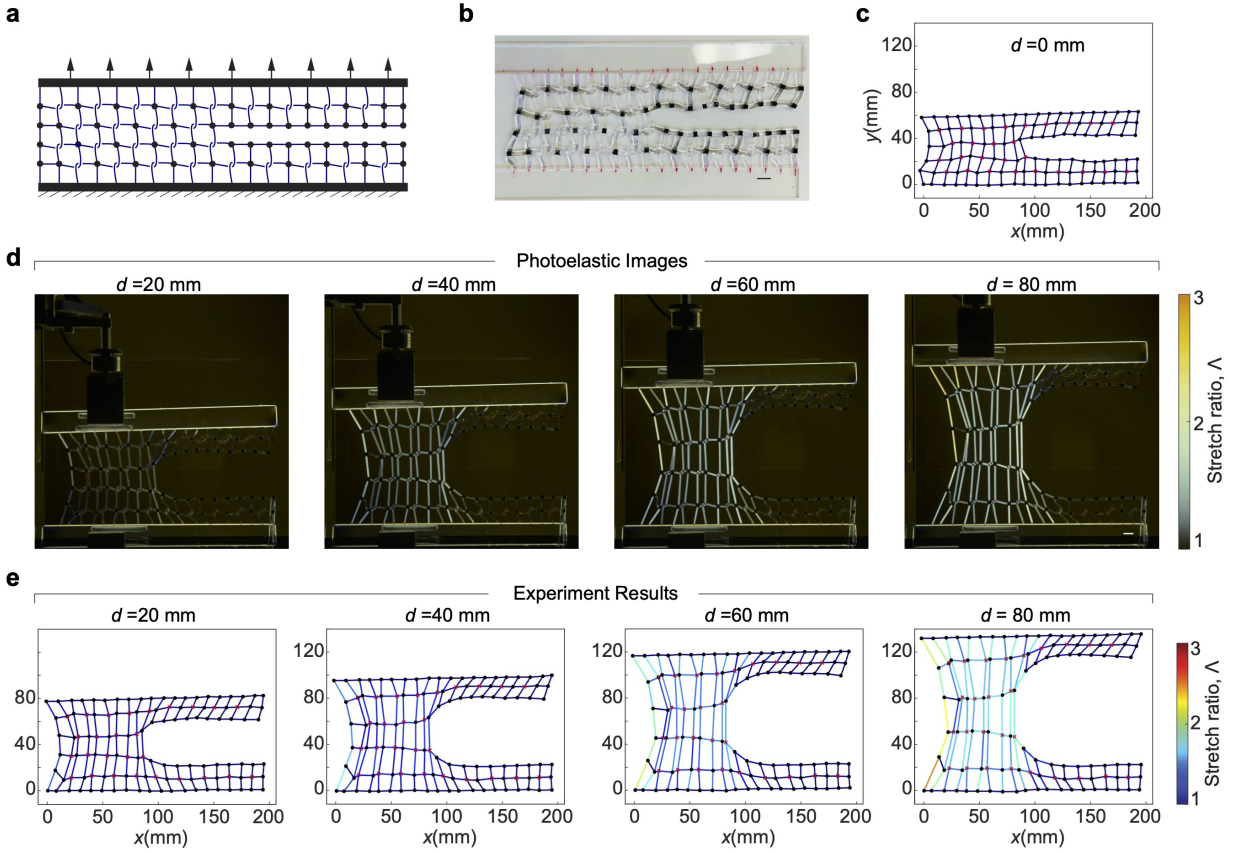 a
b
c
d =0 mm
120
80
40
0
y(mm)
0 50 100 150 200
x(mm)
d
Photoelastic Images
d =20 mm d =40 mm d =60 mm d = 80 mm
3
2
1
Stretch ratio, Λ
e
Experiment Results
d =20 mm d =40 mm d =60 mm d = 80 mm
80
40
0
0 50 100 150 200
x(mm)
120
80
40
0
0 50 100 150 200
x(mm)
120
80
40
0
0 50 100 150 200
x(mm)
120
80
40
0
0 50 100 150 200
x(mm)
3
2
1
Stretch ratio, Λ